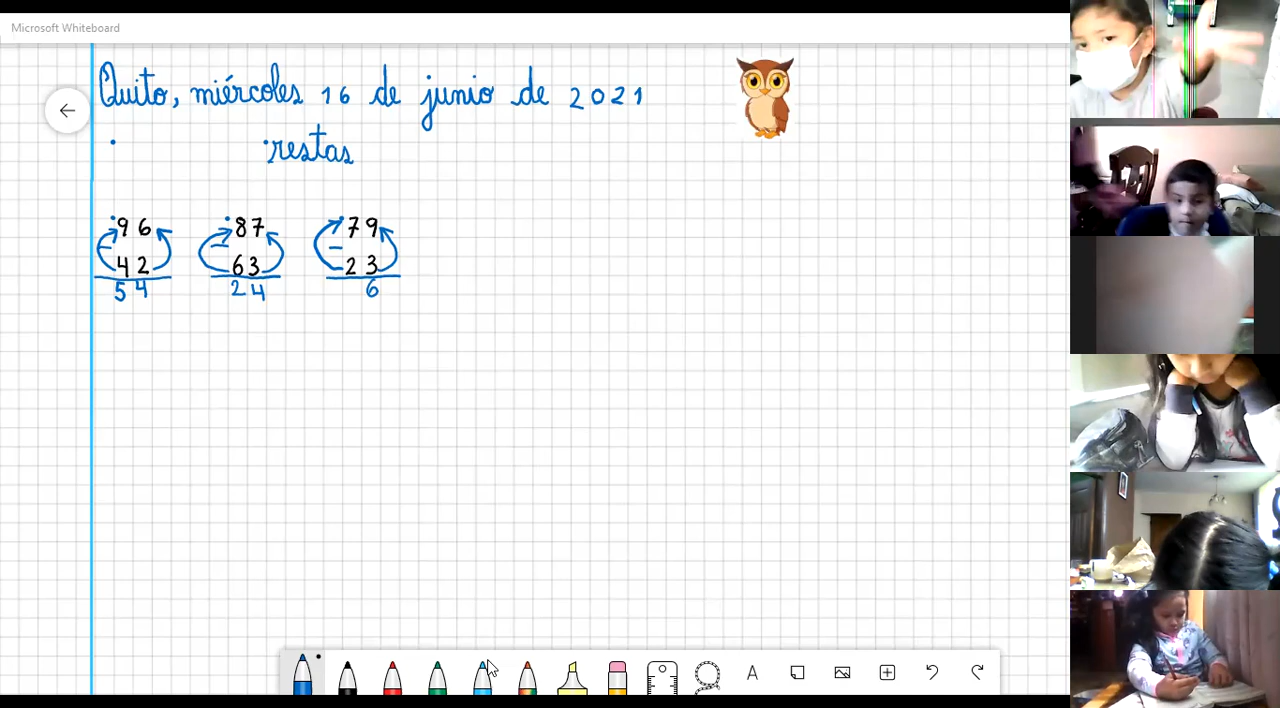 Microsoft Whiteboard
Quito, miércoles 16 de junio de 2021
restas
96 87 79
- - -
42 63 23
54 24 6
A